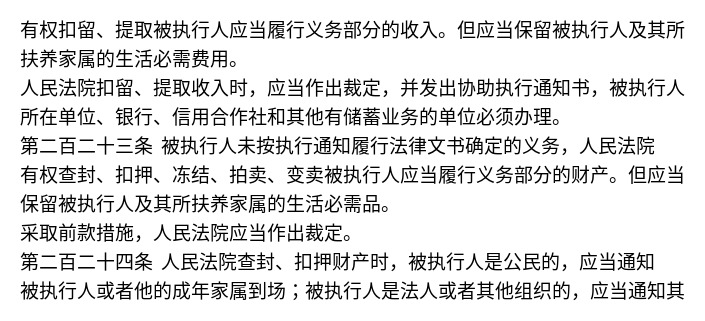 有权扣留、提取被执行人应当履行义务部分的收入。但应当保留被执行人及其所
扶养家属的生活必需费用。
人民法院扣留、提取收入时，应当作出裁定，并发出协助执行通知书，被执行人
所在单位、银行、信用合作社和其他有储蓄业务的单位必须办理。
第二百二十三条 被执行人未按执行通知履行法律文书确定的义务，人民法院
有权查封、扣押、冻结、拍卖、变卖被执行人应当履行义务部分的财产。但应当
保留被执行人及其所扶养家属的生活必需品。
采取前款措施，人民法院应当作出裁定。
第二百二十四条 人民法院查封、扣押财产时，被执行人是公民的，应当通知
被执行人或者他的成年家属到场；被执行人是法人或者其他组织的，应当通知其